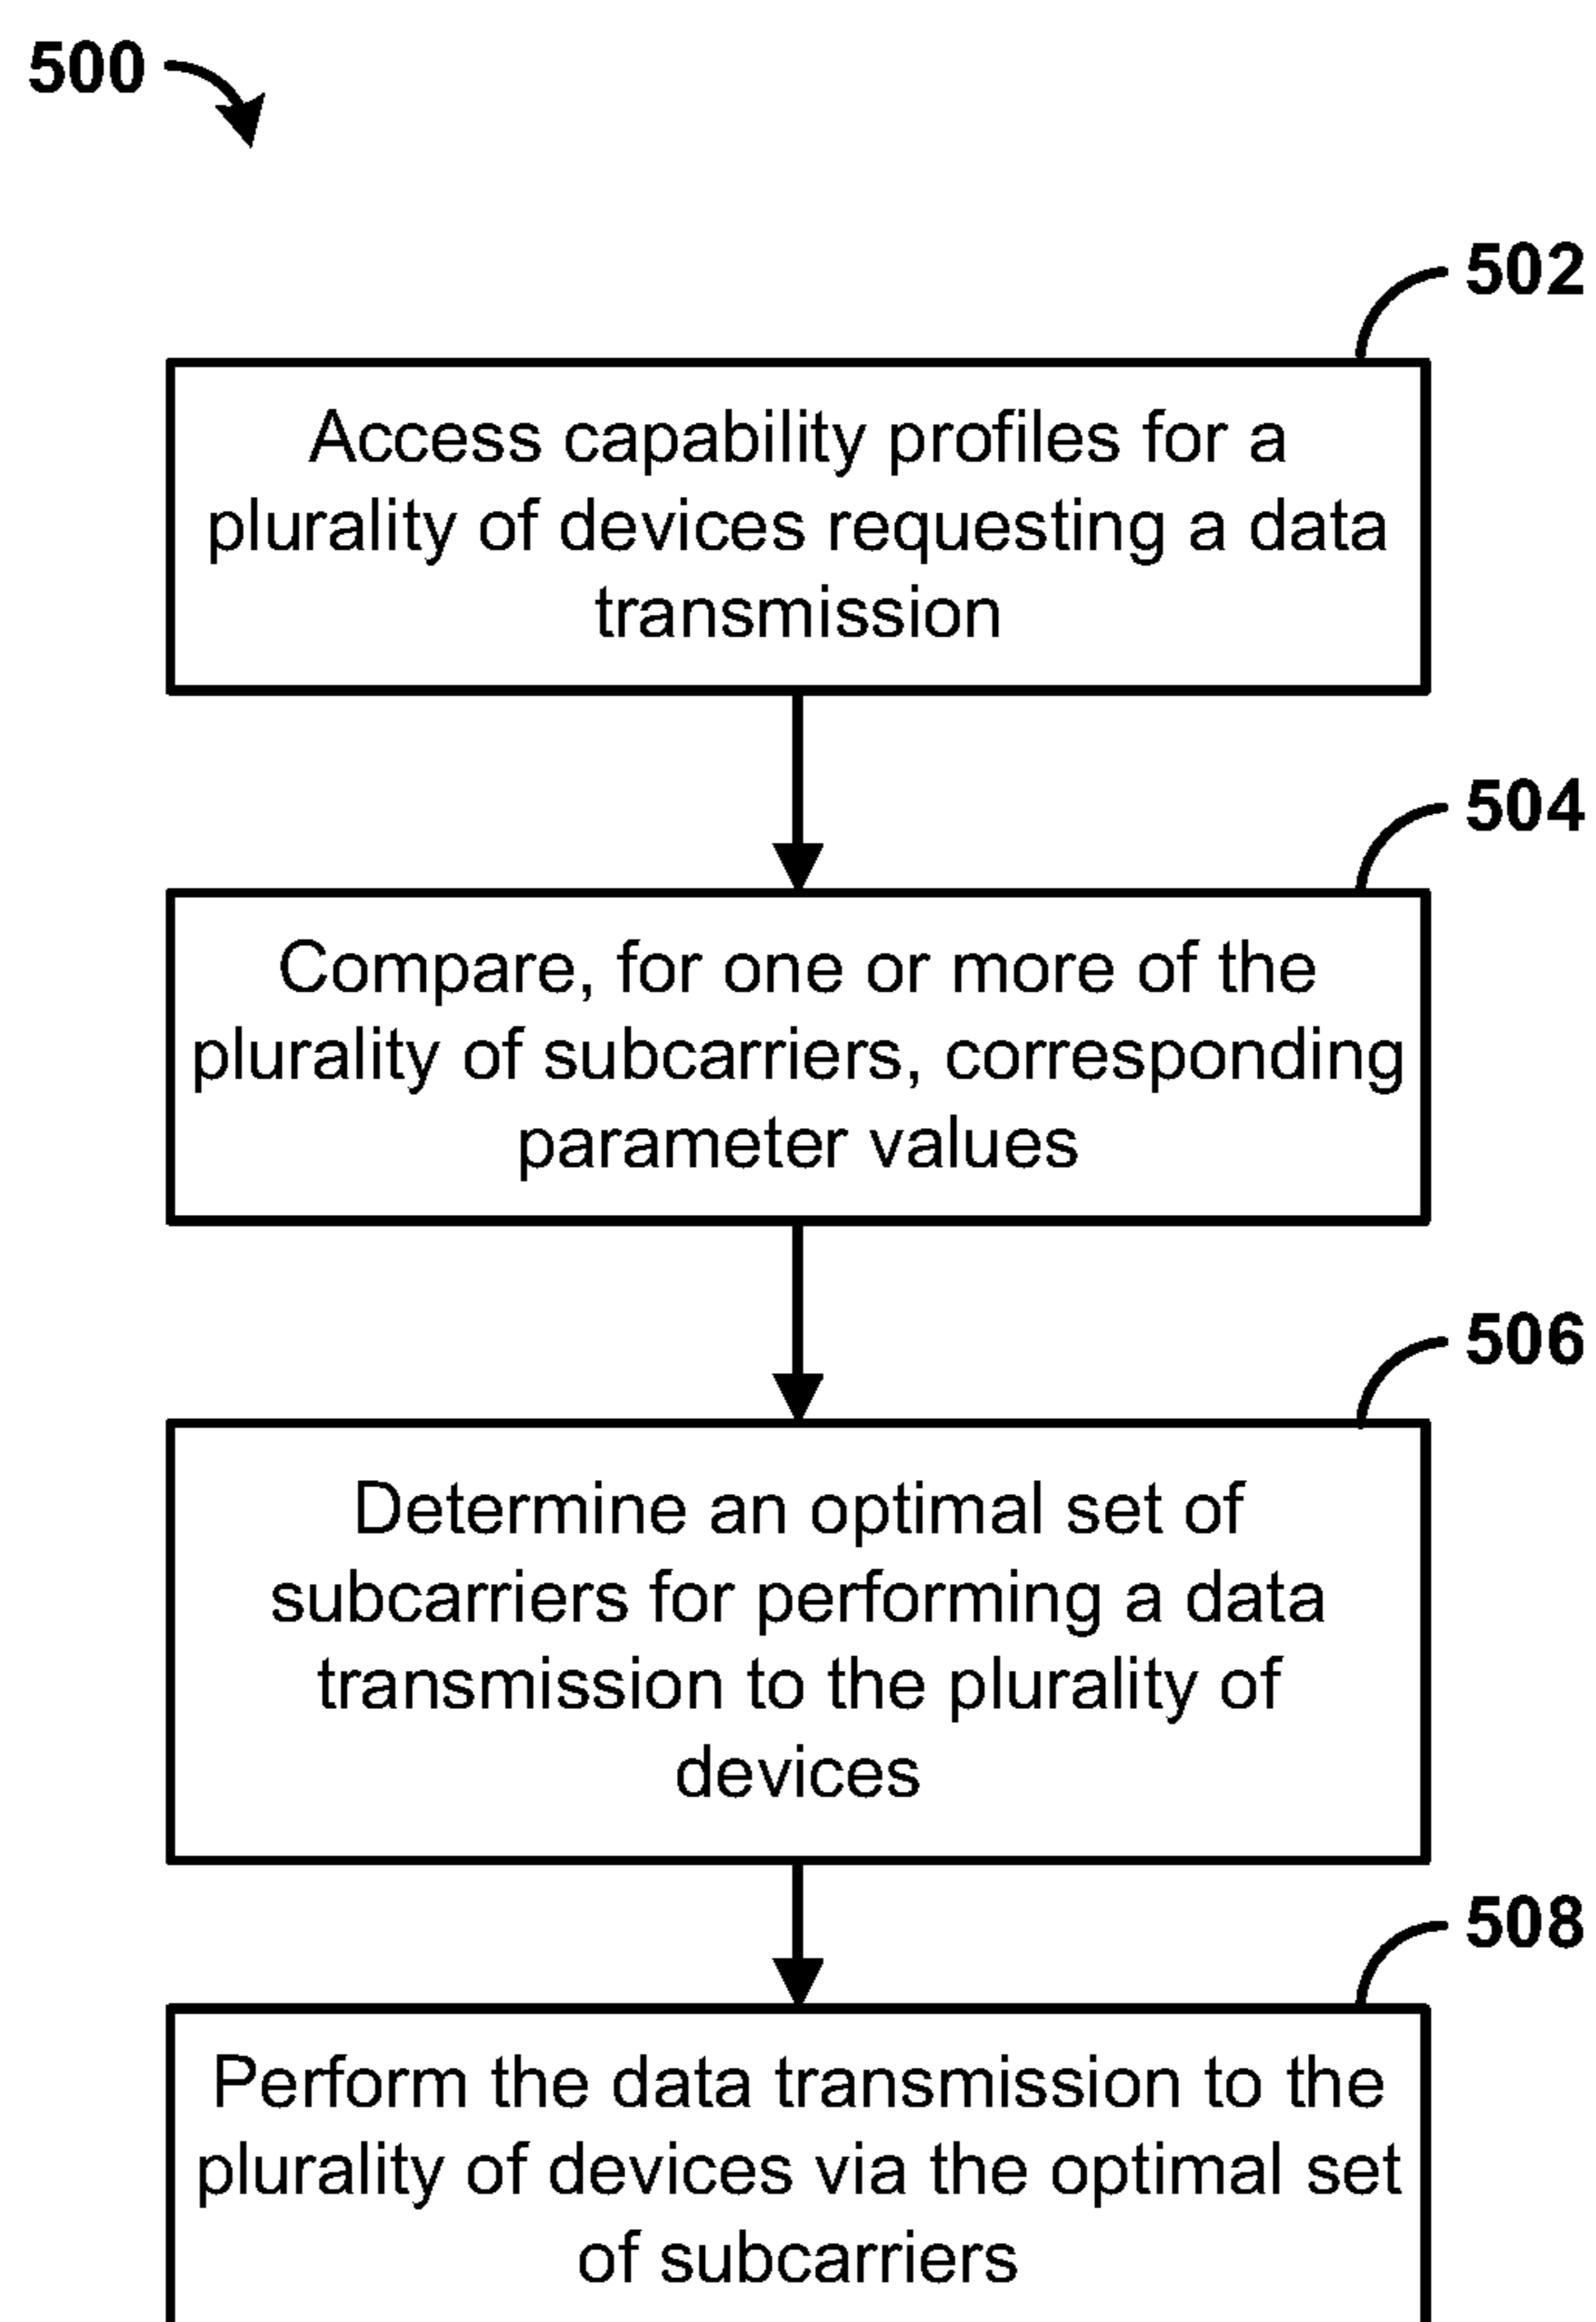 500
502
Access capability profiles for a
plurality of devices requesting a data
transmission
504
Compare, for one or more of the
plurality of subcarriers, corresponding
parameter values
506
Determine an optimal set of
subcarriers for performing a data
transmission to the plurality of
devices
508
Perform the data transmission to the
plurality of devices via the optimal set
of subcarriers